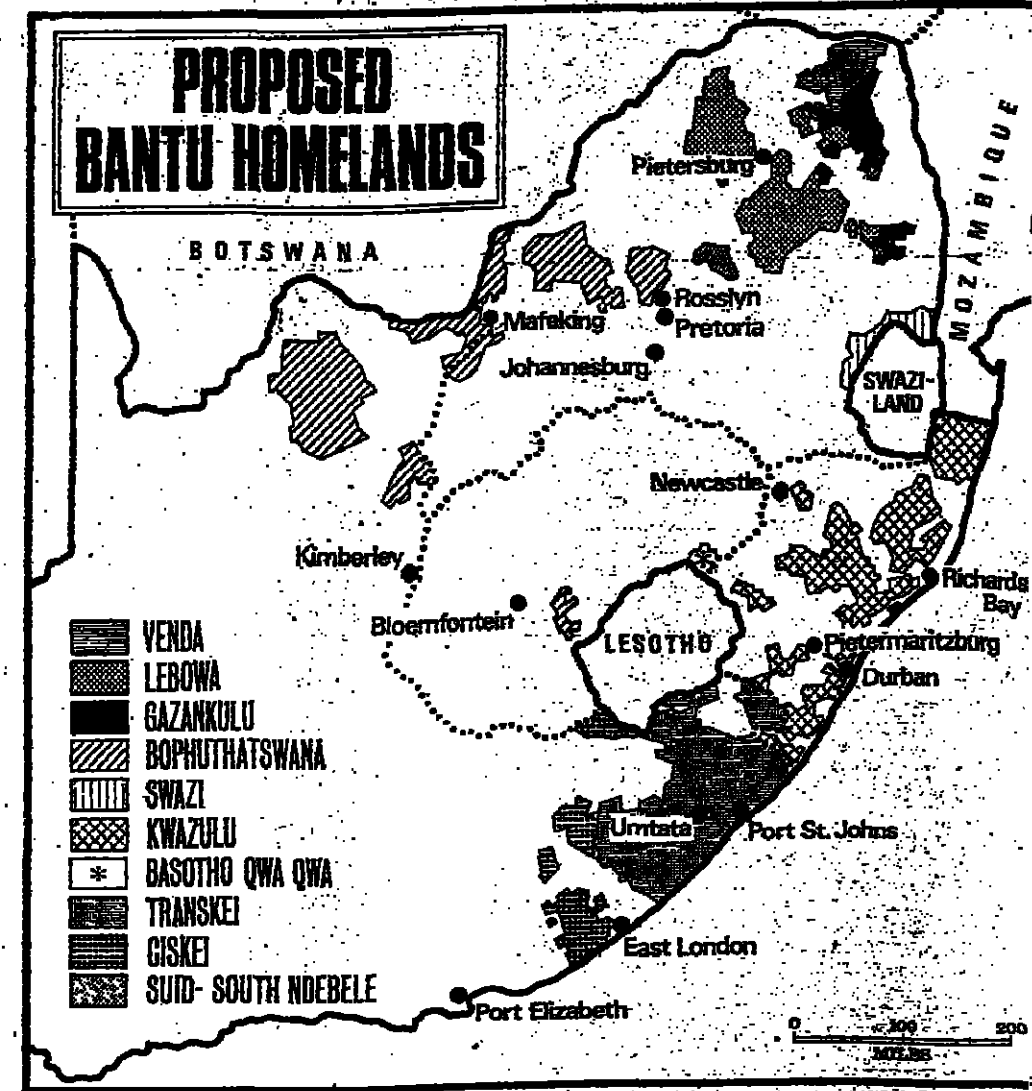 PROPOSED
BANTU HOMELANDS
BOTSWANA
MOZAMBIQUE
Pietersburg
Rosslyn
Mafeking
Pretoria
Johannesburg
SWAZI-
LAND
Newcastle
Kimberley
Richards
Bay
Bloemfontein
LESOTHO
Pietermaritzburg
Durban
VENDA
LEBOWA
GAZANKULU
BOPHUTHATSWANA
SWAZI
KWAZULU
* BASOTHO QWA QWA
TRANSKEI
CISKEI
SUID- SOUTH NDEBELE
Umtata
Port St. Johns
East London
Port Elizabeth
0 100 200
MILES